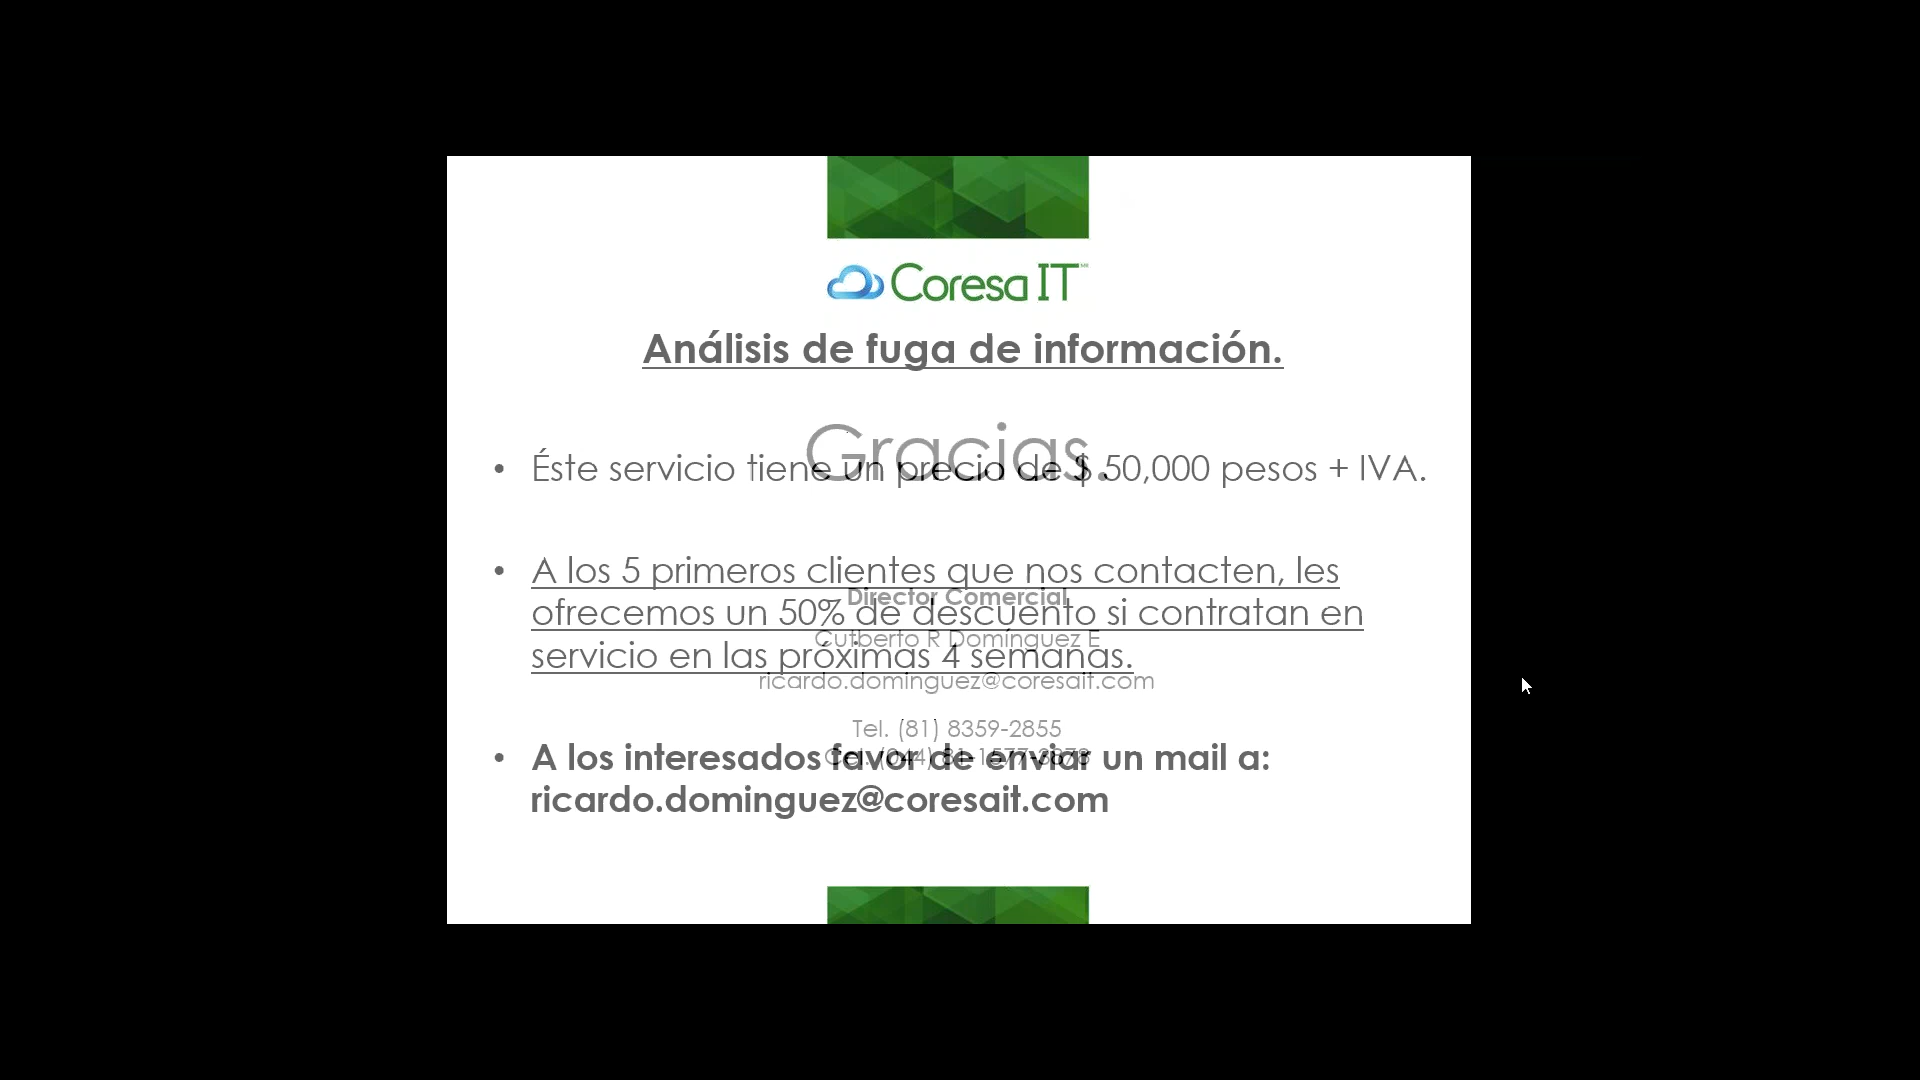 Coresa IT
Análisis de fuga de información.
Gracias.
• Éste servicio tiene un precio de $ 50,000 pesos + IVA.
• A los 5 primeros clientes que nos contacten, les
ofrecemos un 50% de descuento si contratan en
servicio en las próximas 4 semanas.
Director Comercial
Cutberto R Domínguez E
ricardo.dominguez@coresait.com
Tel. (81) 8359-2855
• A los interesados favor de enviar un mail a:
ricardo.dominguez@coresait.com